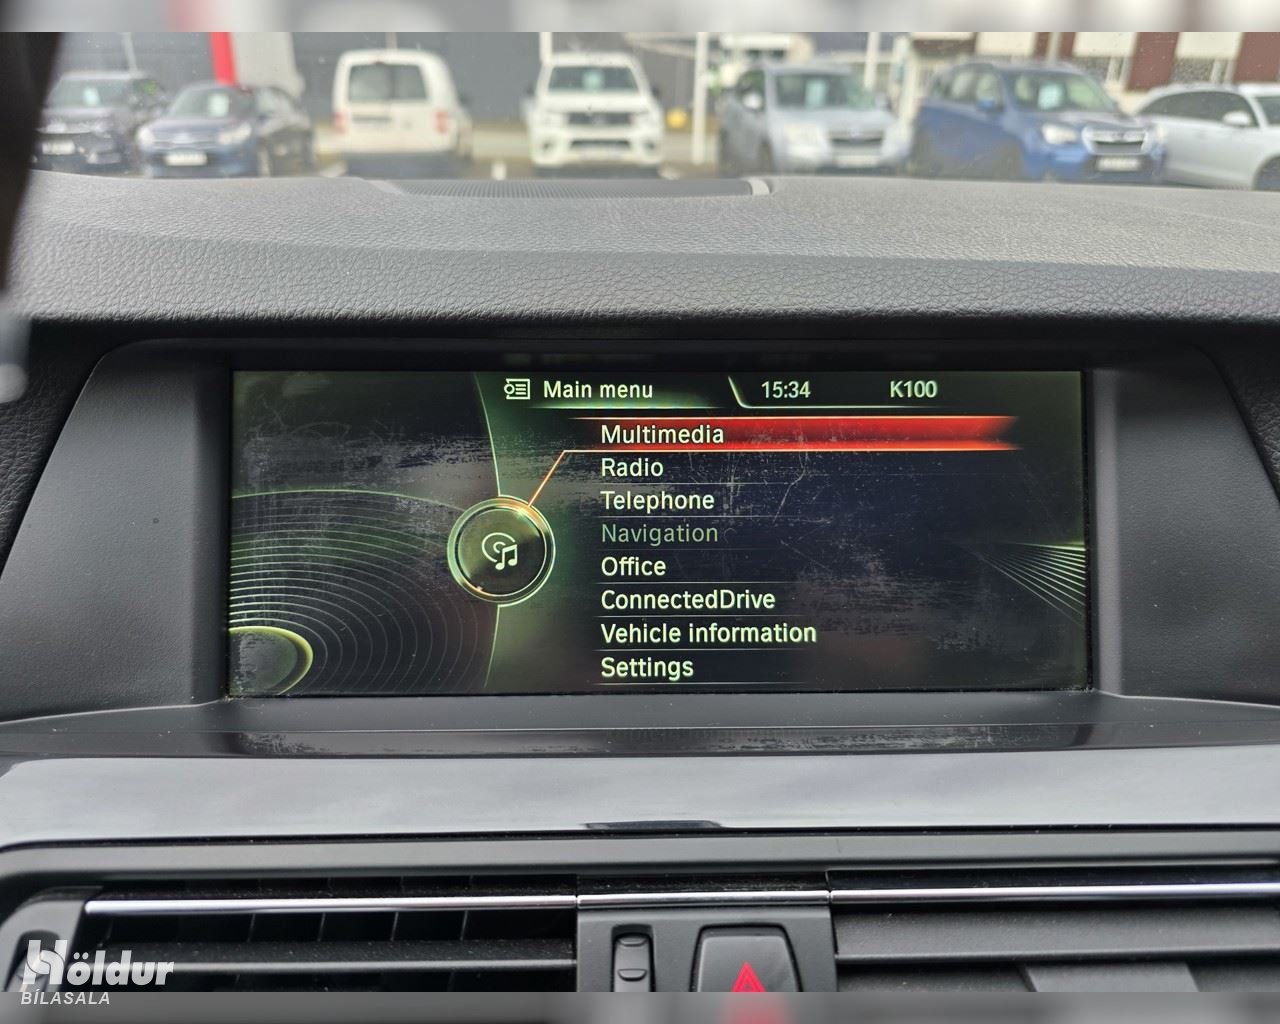 Main menu 15:34 K100
Multimedia
Radio
Telephone
Navigation
Office
ConnectedDrive
Vehicle information
Settings
Höldur
BÍLASALA